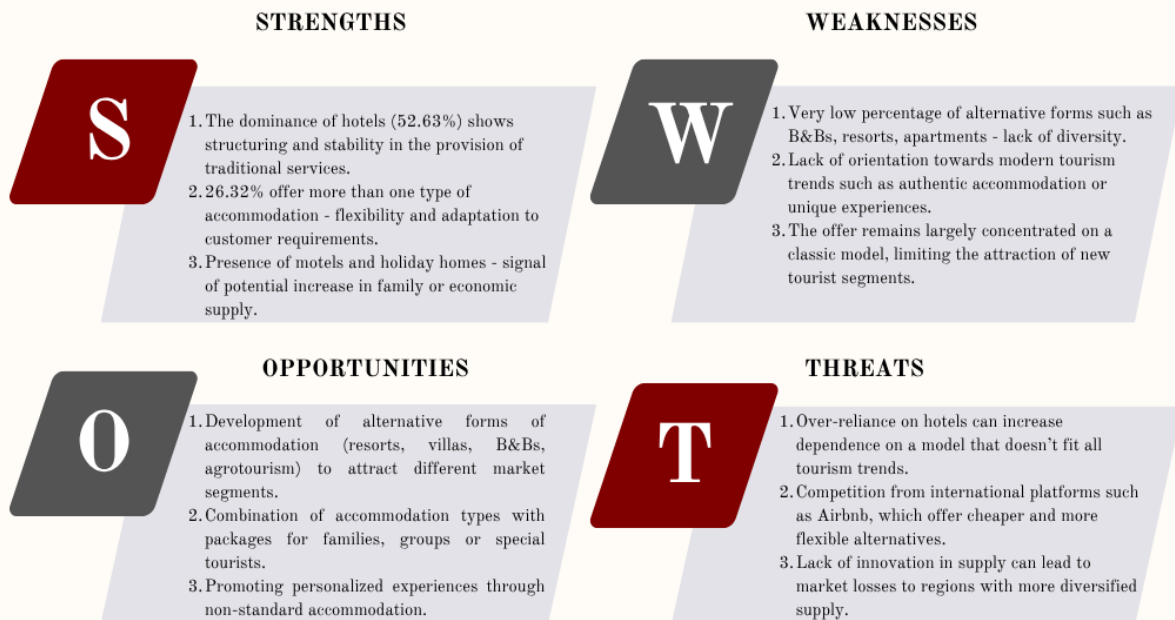 STRENGTHS
S
1. The dominance of hotels (52.63%) shows
structuring and stability in the provision of
traditional services.
2. 26.32% offer more than one type of
accommodation - flexibility and adaptation to
customer requirements.
3. Presence of motels and holiday homes - signal
of potential increase in family or economic
supply.
WEAKNESSES
W
1. Very low percentage of alternative forms such as
B&Bs, resorts, apartments - lack of diversity.
2. Lack of orientation towards modern tourism
trends such as authentic accommodation or
unique experiences.
3. The offer remains largely concentrated on a
classic model, limiting the attraction of new
tourist segments.
OPPORTUNITIES
O
1. Development of alternative forms of
accommodation (resorts, villas, B&Bs,
agrotourism) to attract different market
segments.
2. Combination of accommodation types with
packages for families, groups or special
tourists.
3. Promoting personalized experiences through
non-standard accommodation.
THREATS
T
1. Over-reliance on hotels can increase
dependence on a model that doesn't fit all
tourism trends.
2. Competition from international platforms such
as Airbnb, which offer cheaper and more
flexible alternatives.
3. Lack of innovation in supply can lead to
market losses to regions with more diversified
supply.